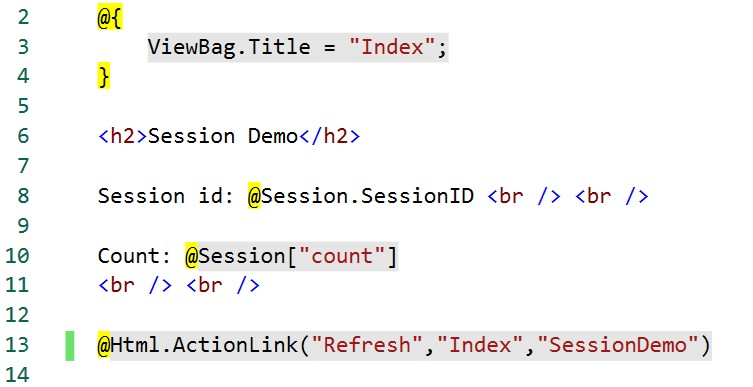 2 @{
3 ViewBag.Title = "Index";
4 }
5
6 <h2>Session Demo</h2>
7
8 Session id: @Session.SessionID <br /> <br />
9
10 Count: @Session["count"]
11 <br /> <br />
12
13 @Html.ActionLink("Refresh","Index","SessionDemo")
14